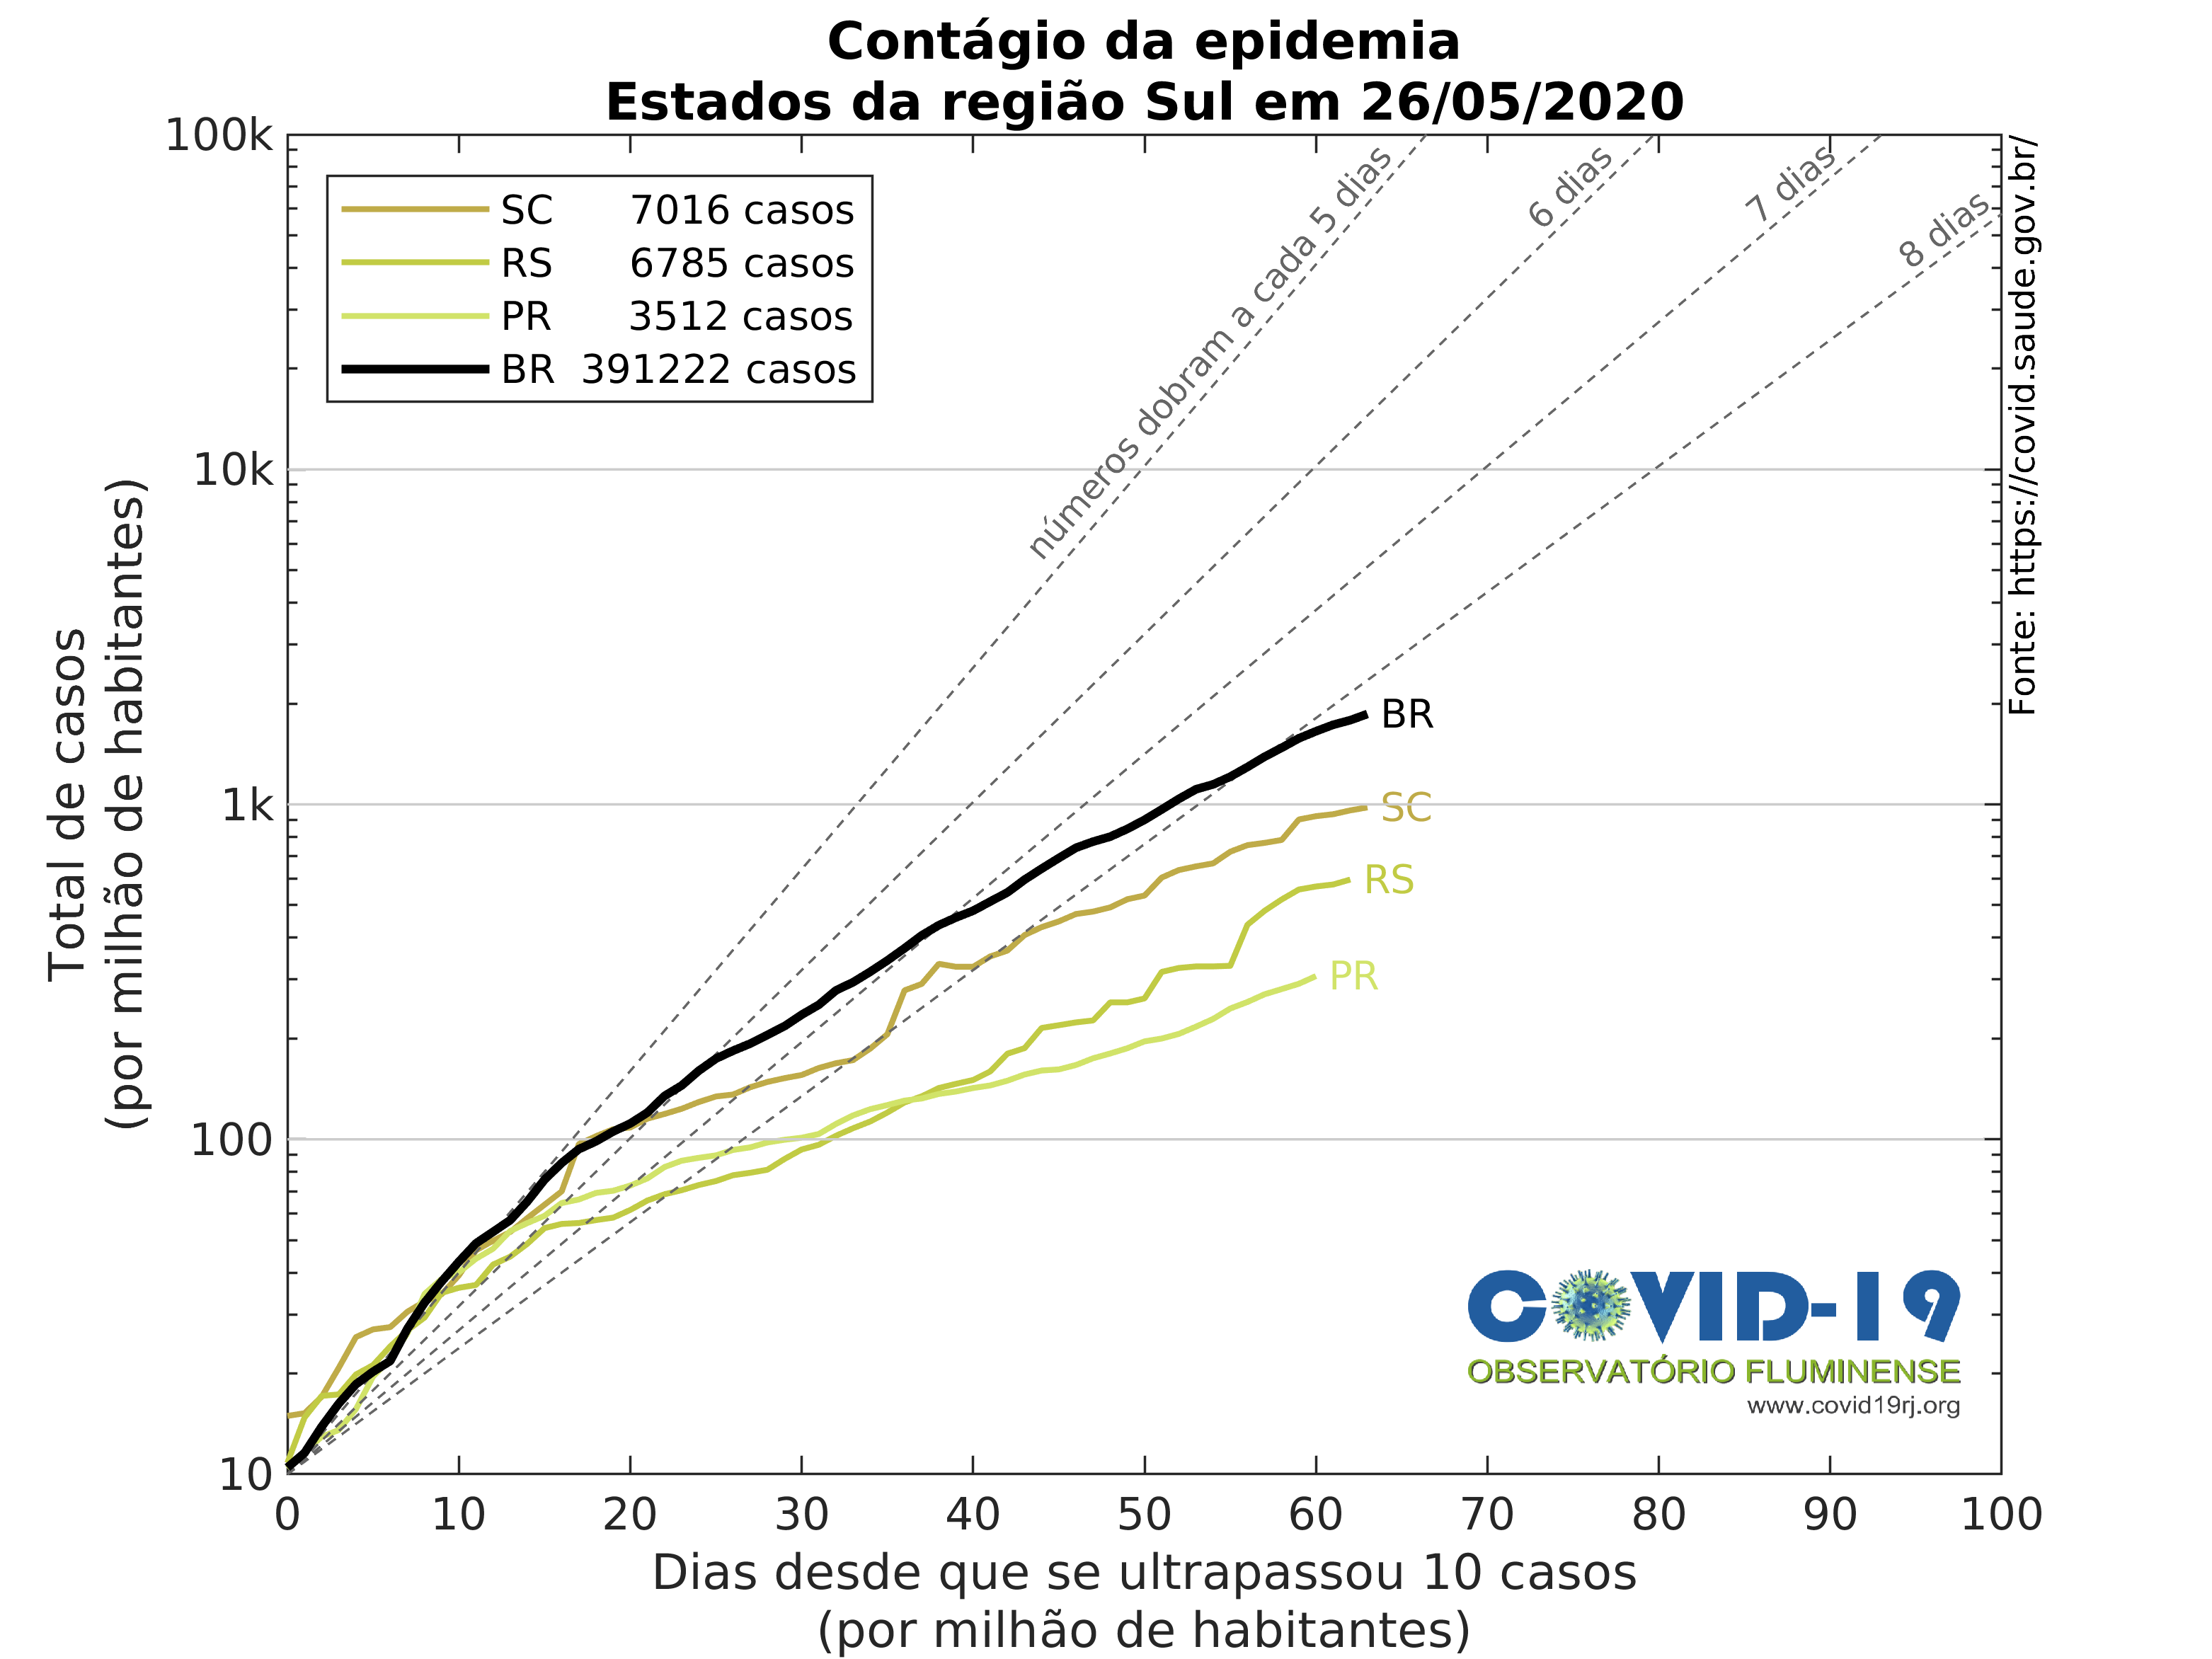 Contágio da epidemia
Estados da região Sul em 26/05/2020
100k
10k
1k
100
10
Total de casos
(por milhão de habitantes)
SC 7016 casos
RS 6785 casos
PR 3512 casos
BR 391222 casos
números dobram a cada 5 dias
6 dias
7 dias
8 dias
Fonte: https://covid.saude.gov.br/
BR
SC
RS
PR
COVID-19
OBSERVATÓRIO FLUMINENSE
www.covid19rj.org
0 10 20 30 40 50 60 70 80 90 100
Dias desde que se ultrapassou 10 casos
(por milhão de habitantes)